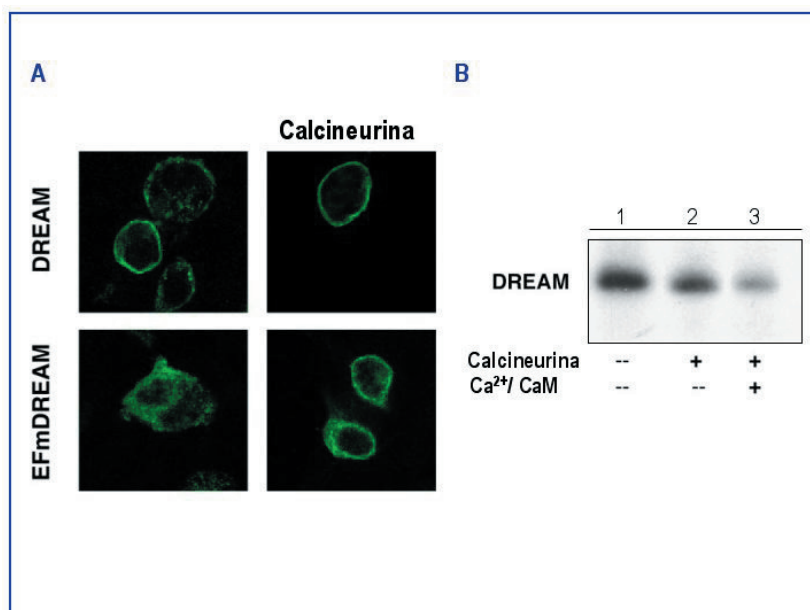 A
B
Calcineurina
DREAM
EFmDREAM
1 2 3
DREAM
Calcineurina -- + +
Ca²⁺/ CaM -- -- +